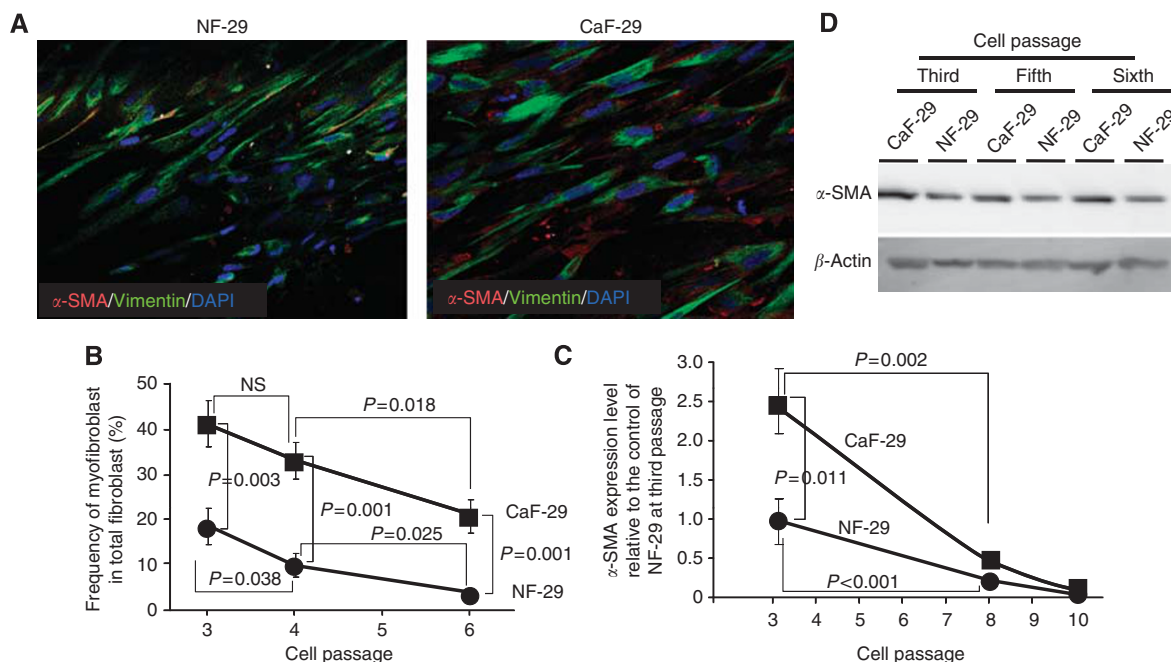 A
NF-29
α-SMA/Vimentin/DAPI
CaF-29
α-SMA/Vimentin/DAPI
D
Cell passage
Third Fifth Sixth
CaF-29 NF-29 CaF-29 NF-29 CaF-29 NF-29
α-SMA
β-Actin
B
Frequency of myofibroblast
in total fibroblast (%)
50
40
30
20
10
0
NS
P=0.018
P=0.003
P=0.001
P=0.025
P=0.038
CaF-29
P=0.001
NF-29
3 4 5 6
Cell passage
C
α-SMA expression level
relative to the control of
NF-29 at third passage
3.0
2.5
2.0
1.5
1.0
0.5
0
P=0.002
CaF-29
P=0.011
NF-29
P<0.001
3 4 5 6 7 8 9 10
Cell passage